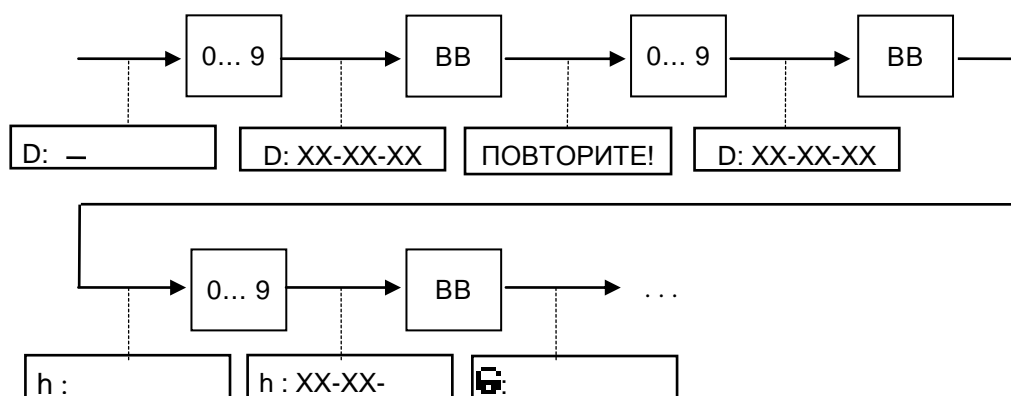 0... 9 ВВ 0... 9 ВВ
D: – D: XX-XX-XX ПОВТОРИТЕ! D: XX-XX-XX
0... 9 ВВ ...
h : h : XX-XX- :